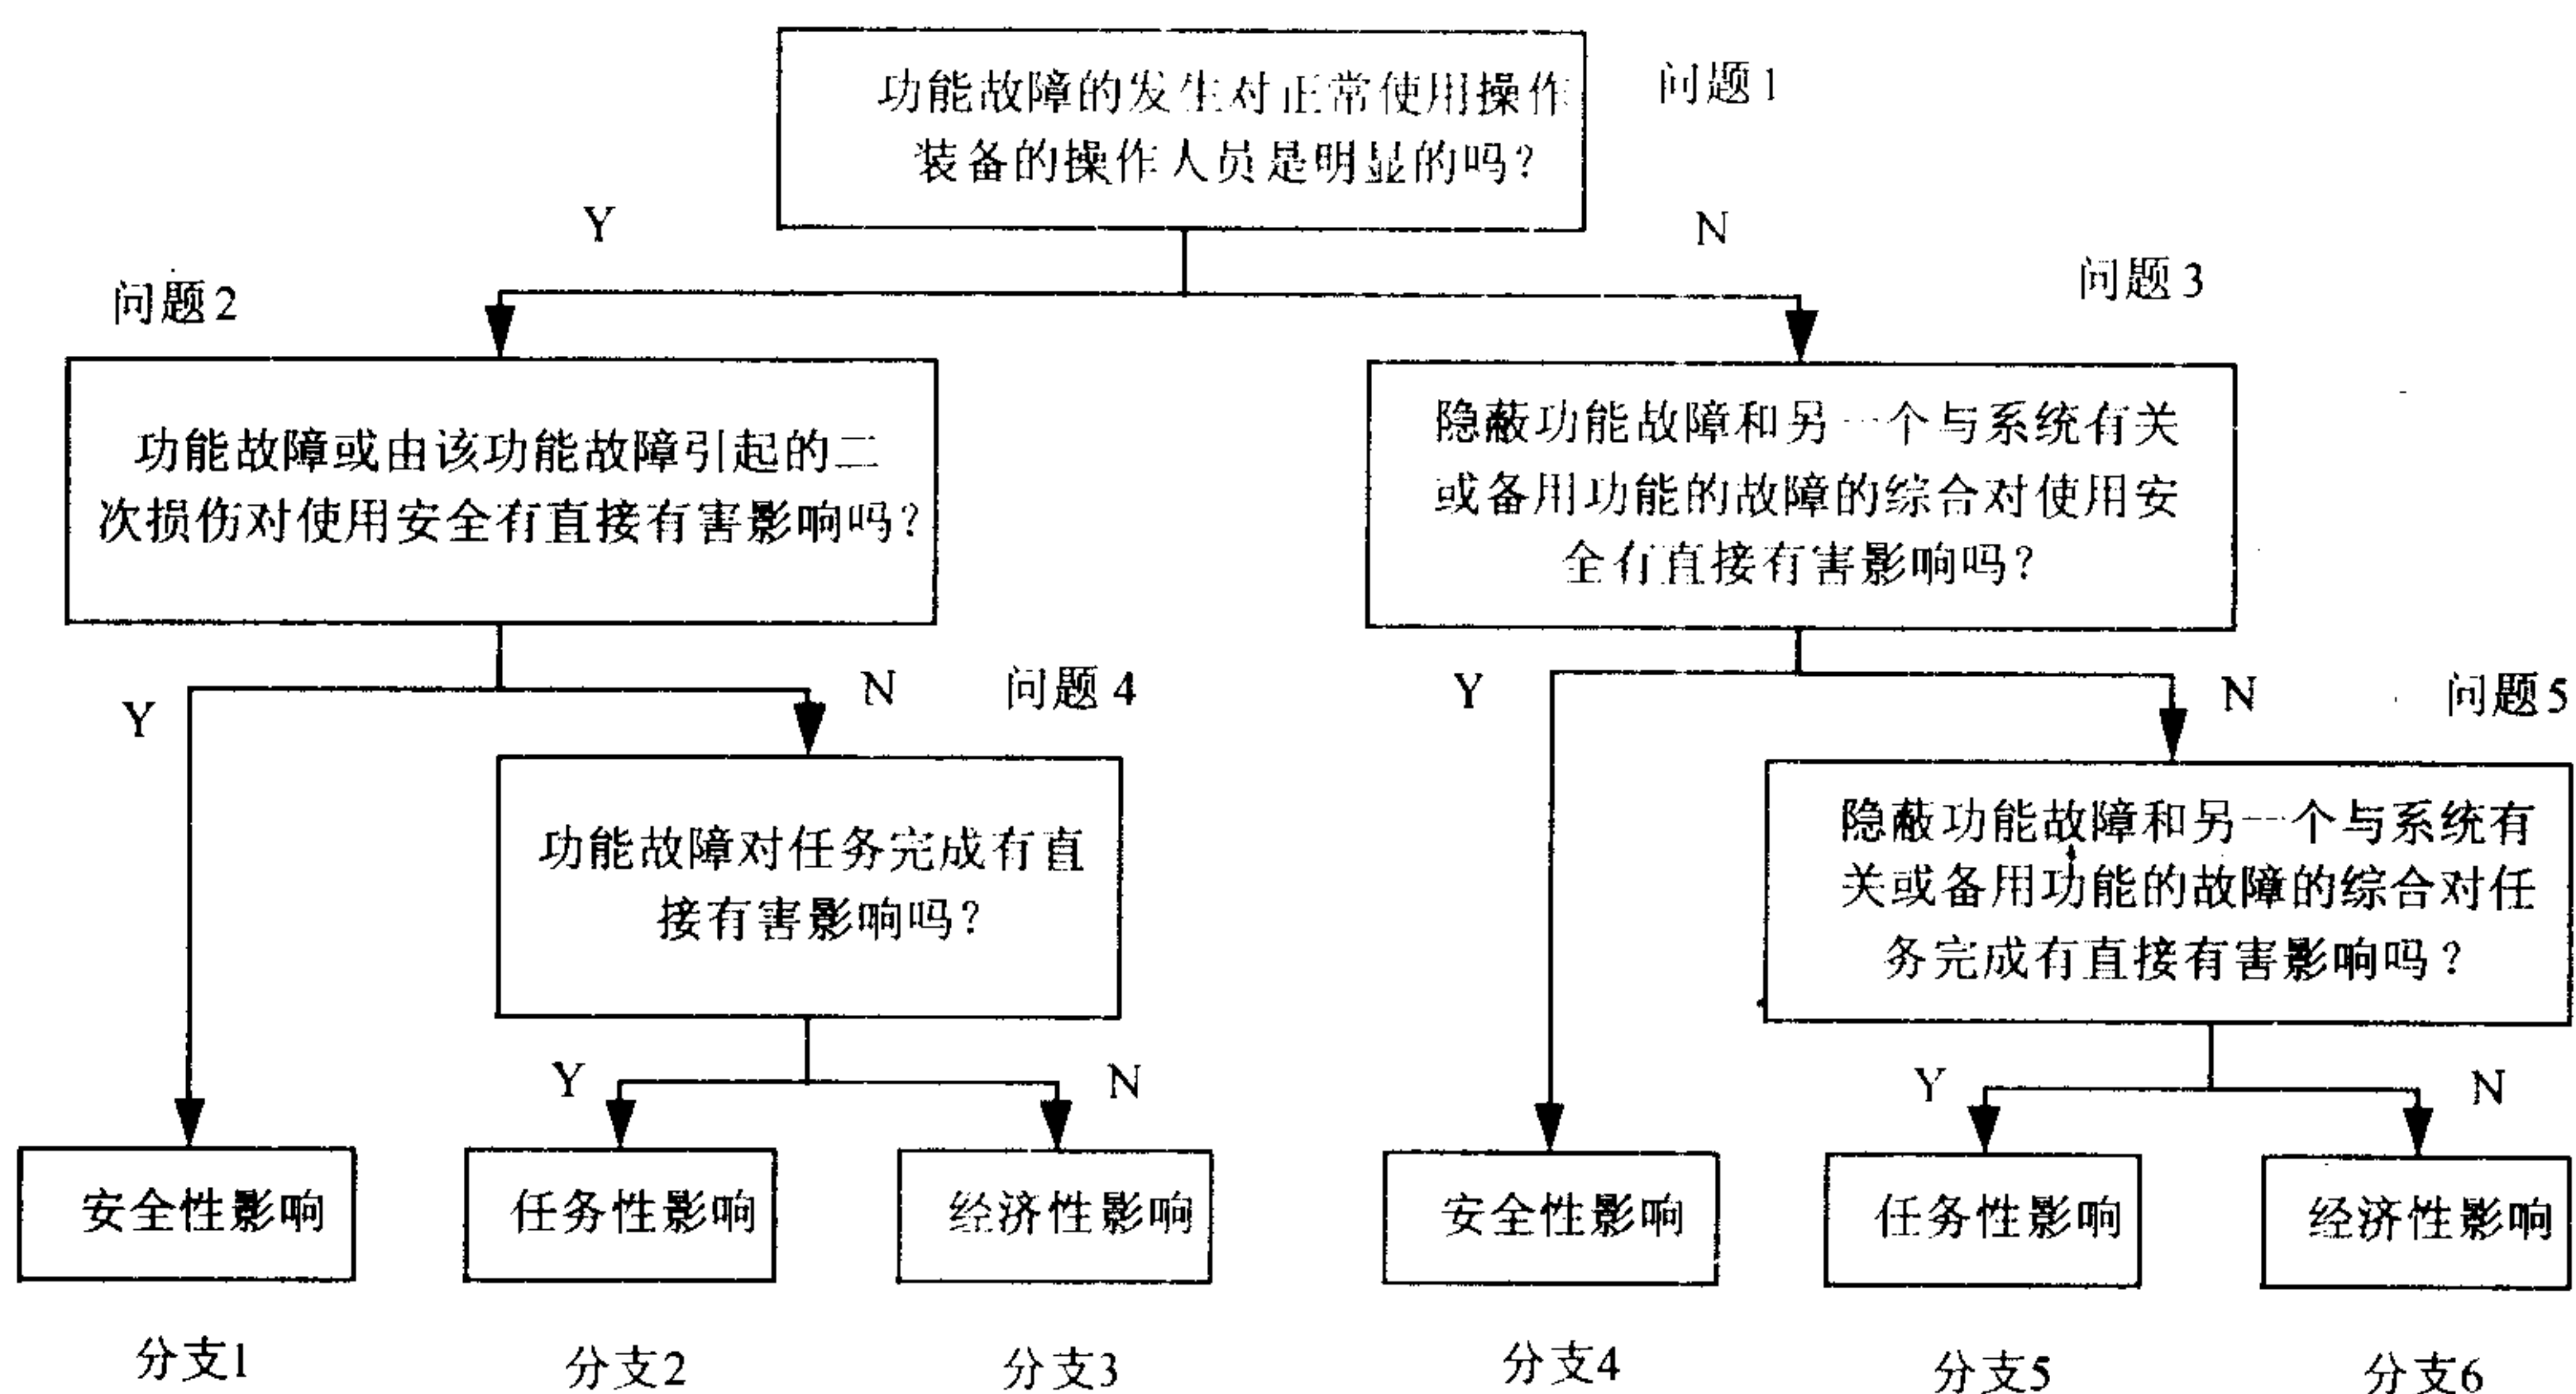 功能故障的发生对正常使用操作
装备的操作人员是明显的吗?
问题1
Y
N
问题2
问题3
功能故障或由该功能故障引起的二
次损伤对使用安全有直接有害影响吗?
隐蔽功能故障和另一个与系统有关
或备用功能的故障的综合对使用安
全有直接有害影响吗?
Y
N
问题4
Y
N
问题5
功能故障对任务完成有直
接有害影响吗?
隐蔽功能故障和另一个与系统有
关或备用功能的故障的综合对任
务完成有直接有害影响吗?
Y
N
Y
N
安全性影响
任务性影响
经济性影响
安全性影响
任务性影响
经济性影响
分支1
分支2
分支3
分支4
分支5
分支6